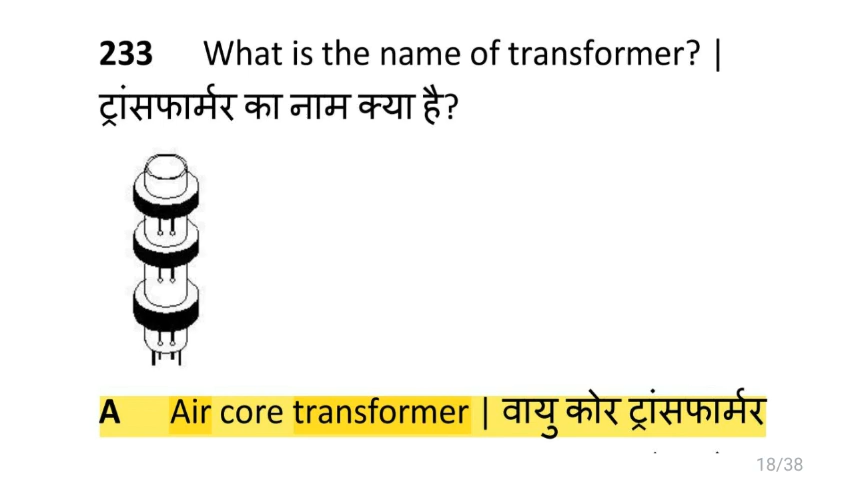 233 What is the name of transformer? |
ट्रांसफार्मर का नाम क्या है?
A Air core transformer | वायु कोर ट्रांसफार्मर
18/38